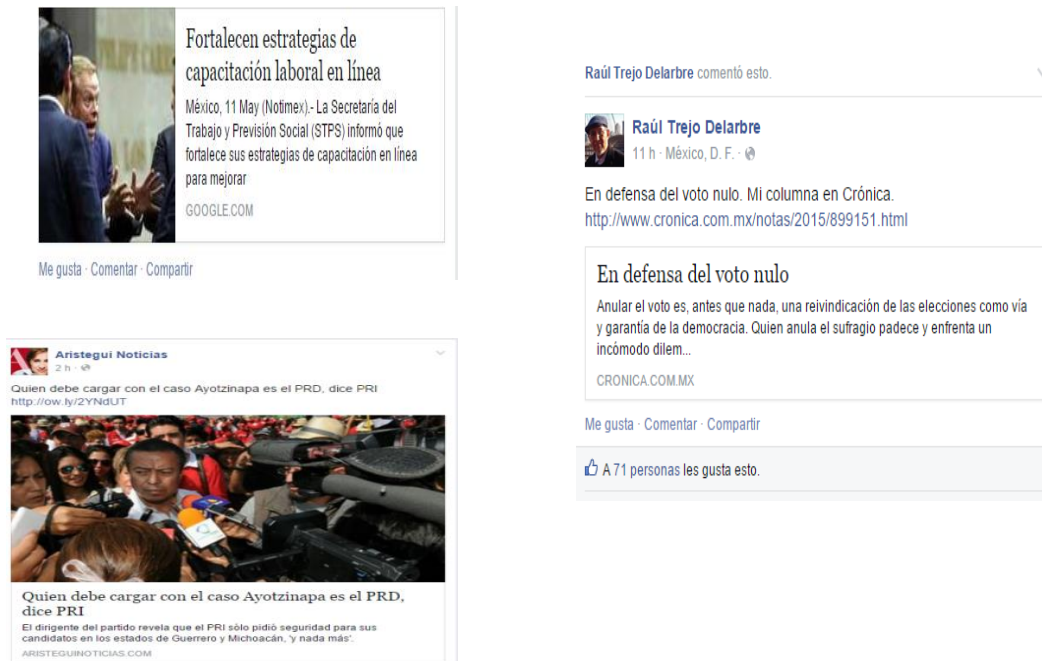 Fortalecen estrategias de
capacitación laboral en línea
México, 11 May (Notimex).- La Secretaría del
Trabajo y Previsión Social (STPS) informó que
fortalece sus estrategias de capacitación en línea
para mejorar
GOOGLE.COM
Me gusta · Comentar · Compartir
Aristegui Noticias
2 h ·
Quien debe cargar con el caso Ayotzinapa es el PRD, dice PRI
http://ow.ly/2YNdUT
Quien debe cargar con el caso Ayotzinapa es el PRD,
dice PRI
El dirigente del partido revela que el PRI sólo pidió seguridad para sus
candidatos en los estados de Guerrero y Michoacán, 'y nada más'.
ARISTEGUINOTICIAS.COM
Raúl Trejo Delarbre comentó esto.
Raúl Trejo Delarbre
11 h · México, D. F. ·
En defensa del voto nulo. Mi columna en Crónica.
http://www.cronica.com.mx/notas/2015/899151.html
En defensa del voto nulo
Anular el voto es, antes que nada, una reivindicación de las elecciones como vía
y garantía de la democracia. Quien anula el sufragio padece y enfrenta un
incómodo dilem...
CRONICA.COM.MX
Me gusta · Comentar · Compartir
A 71 personas les gusta esto.